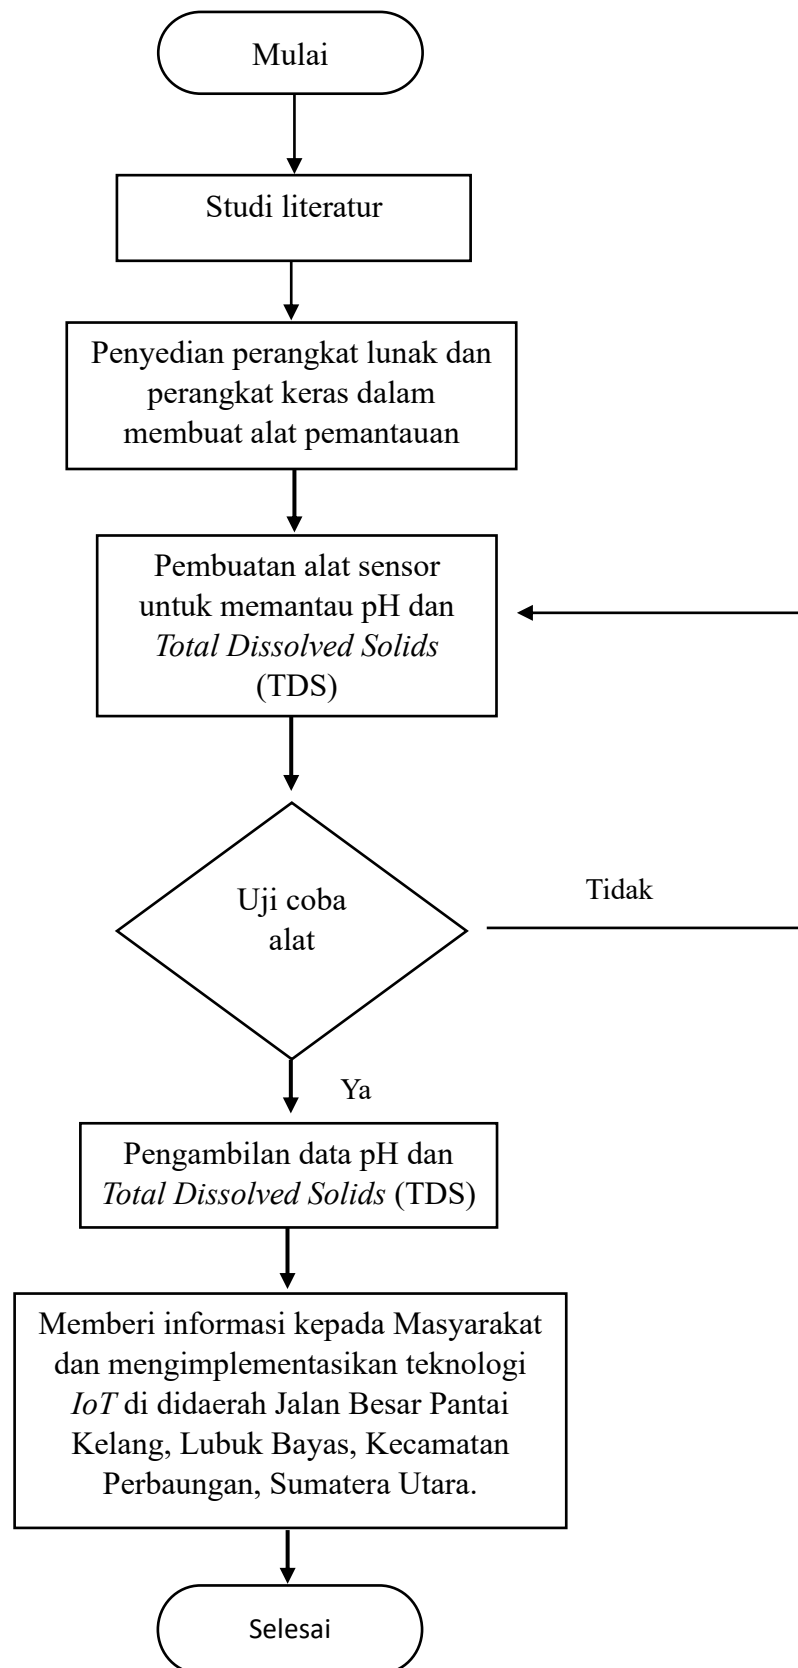 Mulai
Studi literatur
Penyedian perangkat lunak dan
perangkat keras dalam
membuat alat pemantauan
Pembuatan alat sensor
untuk memantau pH dan
Total Dissolved Solids
(TDS)
Uji coba
alat
Tidak
Ya
Pengambilan data pH dan
Total Dissolved Solids (TDS)
Memberi informasi kepada Masyarakat
dan mengimplementasikan teknologi
IoT di didaerah Jalan Besar Pantai
Kelang, Lubuk Bayas, Kecamatan
Perbaungan, Sumatera Utara.
Selesai